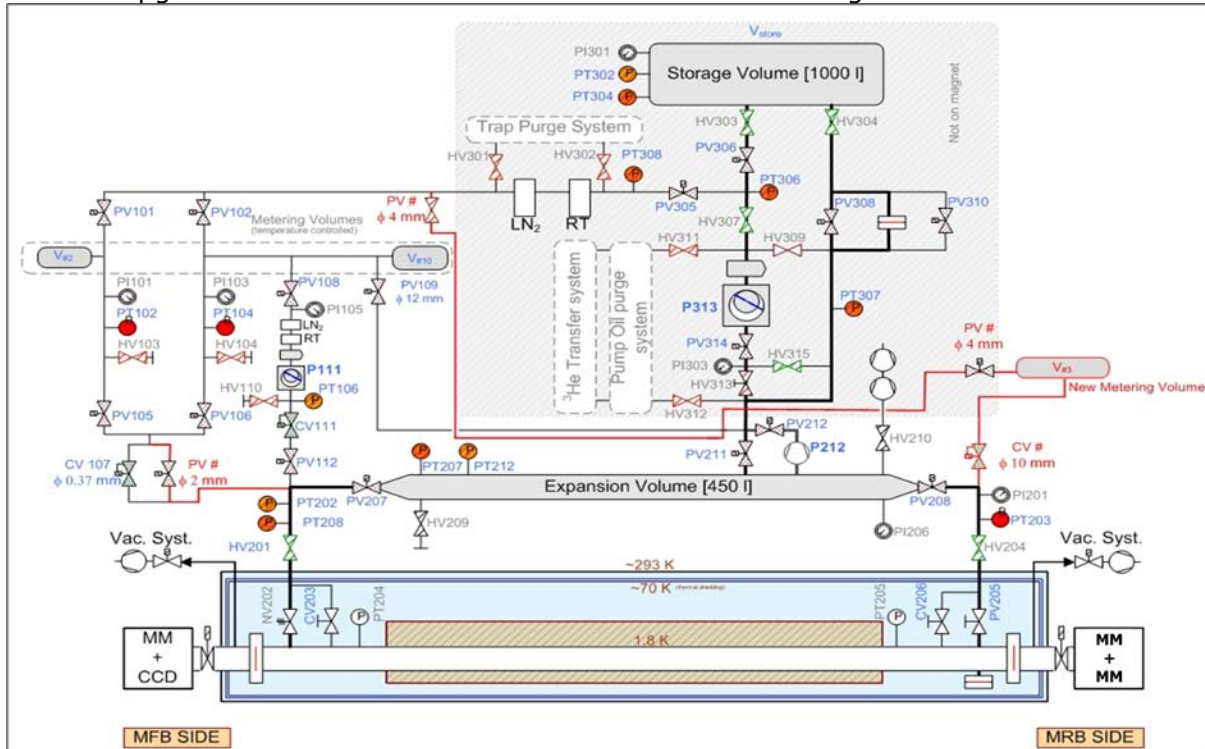 V store
PI301
PT302
PT304
Storage Volume [1000 l]
Not on magnet
HV303
HV304
Trap Purge System
PV306
HV301
HV302
PT308
PT306
PV101
PV102
PV #
ϕ 4 mm
LN2
RT
PV305
HV307
PV308
PV310
Metering Volumes
(temperature controlled)
HV311
HV309
V#2
V#10
PI101
PI103
PV108
PV109
ϕ 12 mm
PI105
PT102
PT104
LN2
RT
3He Transfer system
Pump Oil purge system
P313
PT307
HV103
HV104
P111
PV314
PV #
ϕ 4 mm
HV110
PT106
PI303
HV315
V#3
New Metering Volume
HV313
PV105
PV106
CV111
HV312
PV212
P212
HV210
CV 107
ϕ 0.37 mm
PV #
ϕ 2 mm
PV112
PT207
PT212
PV211
CV #
ϕ 10 mm
Expansion Volume [450 l]
PT202
PV207
PV208
PI201
PT208
HV209
PI206
PT203
Vac. Syst.
HV201
HV204
Vac. Syst.
~293 K
~70 K (thermal shielding)
NV202
CV203
PT204
PT205
CV206
PV205
1.8 K
MM
+
CCD
MM
+
MM
MFB SIDE
MRB SIDE